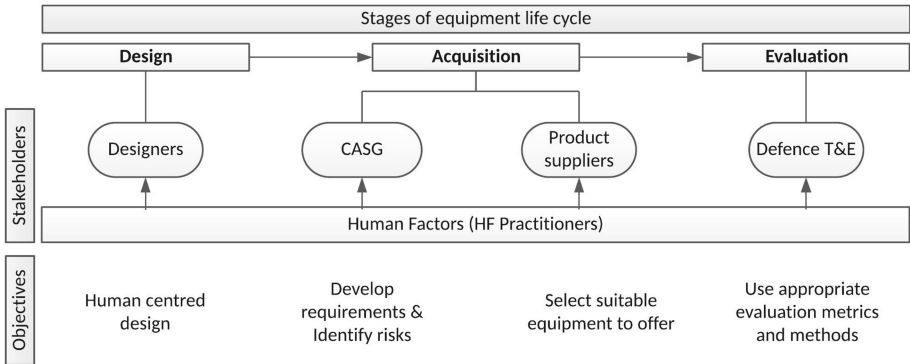 Stages of equipment life cycle
Design
Acquisition
Evaluation
Stakeholders
Designers
CASG
Product
suppliers
Defence T&E
Human Factors (HF Practitioners)
Objectives
Human centred
design
Develop
requirements &
Identify risks
Select suitable
equipment to offer
Use appropriate
evaluation metrics
and methods